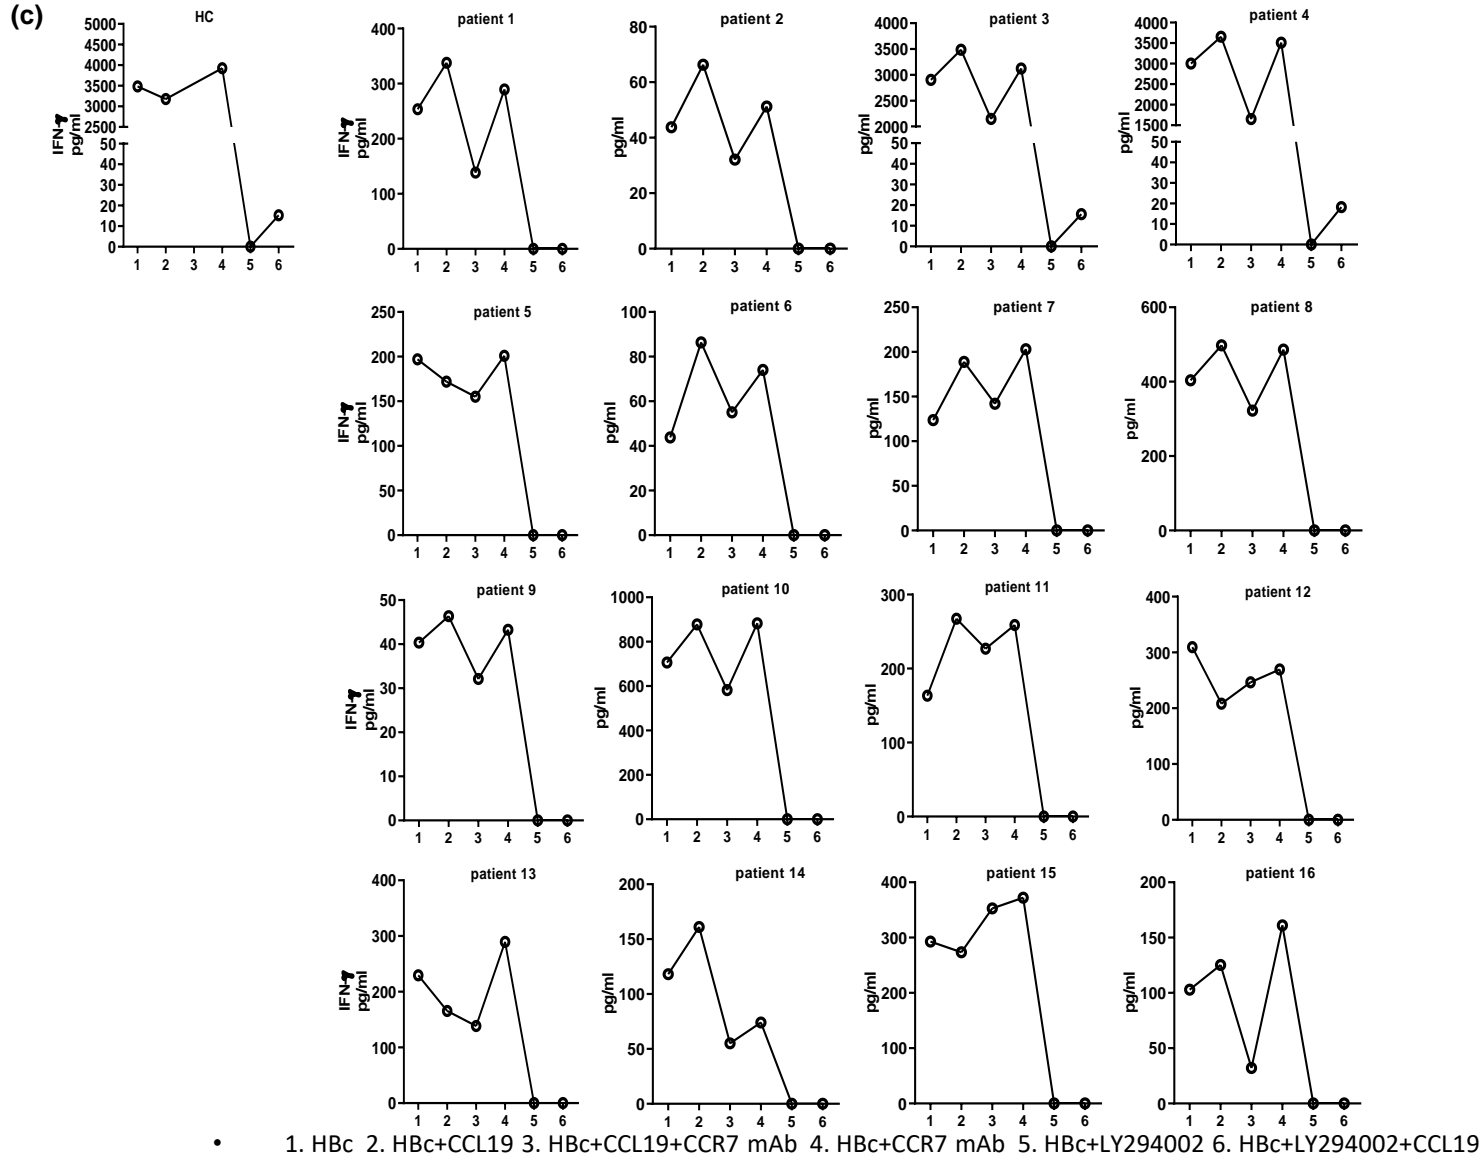 (c)
HC
patient 1
patient 2
patient 3
patient 4
IFN-γ
pg/ml
5000
4500
4000
3500
3000
2500
50
40
30
20
10
0
1 2 3 4 5 6
IFN-γ
pg/ml
400
300
200
100
0
1 2 3 4 5 6
pg/ml
80
60
40
20
0
1 2 3 4 5 6
pg/ml
4000
3500
3000
2500
2000
50
40
30
20
10
0
1 2 3 4 5 6
pg/ml
4000
3500
3000
2500
2000
1500
50
40
30
20
10
0
1 2 3 4 5 6
patient 5
patient 6
patient 7
patient 8
IFN-γ
pg/ml
250
200
150
100
50
0
1 2 3 4 5 6
pg/ml
100
80
60
40
20
0
1 2 3 4 5 6
pg/ml
250
200
150
100
50
0
1 2 3 4 5 6
pg/ml
600
400
200
0
1 2 3 4 5 6
patient 9
patient 10
patient 11
patient 12
IFN-γ
pg/ml
50
40
30
20
10
0
1 2 3 4 5 6
pg/ml
1000
800
600
400
200
0
1 2 3 4 5 6
pg/ml
300
200
100
0
1 2 3 4 5 6
pg/ml
400
300
200
100
0
1 2 3 4 5 6
patient 13
patient 14
patient 15
patient 16
IFN-γ
pg/ml
400
300
200
100
0
1 2 3 4 5 6
pg/ml
200
150
100
50
0
1 2 3 4 5 6
pg/ml
400
300
200
100
0
1 2 3 4 5 6
pg/ml
200
150
100
50
0
1 2 3 4 5 6
• 1. HBc 2. HBc+CCL19 3. HBc+CCL19+CCR7 mAb 4. HBc+CCR7 mAb 5. HBc+LY294002 6. HBc+LY294002+CCL19